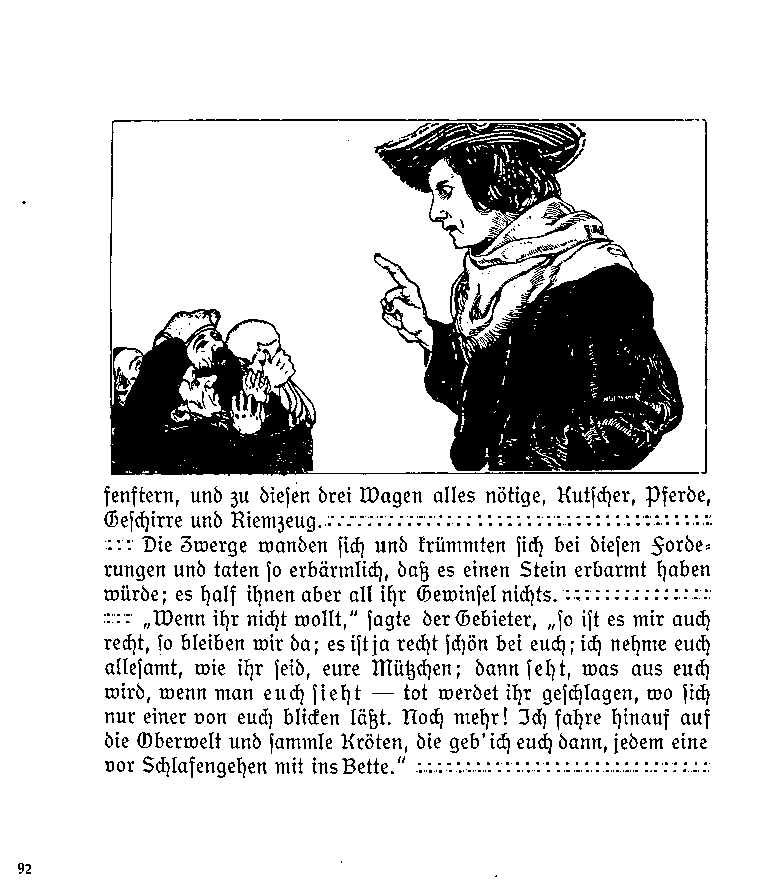 fenstern, und zu diesen drei Wagen alles nötige, Kutscher, Pferde,
Geschirre und Riemzeug.
Die Zwerge wanden sich und krümmten sich bei diesen Forde-
rungen und taten so erbärmlich, daß es einen Stein erbarmt haben
würde; es half ihnen aber all ihr Gewinsel nichts.
„Wenn ihr nicht wollt,“ sagte der Gebieter, „so ist es mir auch
recht, so bleiben wir da; es ist ja recht schön bei euch; ich nehme euch
allesamt, wie ihr seid, eure Mützchen; dann seht, was aus euch
wird, wenn man euch sieht — tot werdet ihr geschlagen, wo sich
nur einer von euch blicken läßt. Noch mehr! Ich fahre hinauf auf
die Oberwelt und sammle Kröten, die geb' ich euch dann, jedem eine
vor Schlafengehen mit ins Bette.“
92